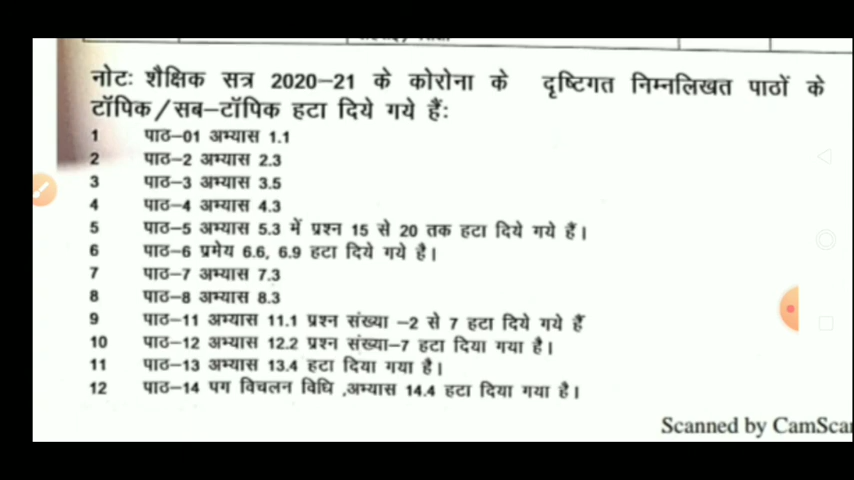 नोटः शैक्षिक सत्र 2020–21 के कोरोना के दृष्टिगत निम्नलिखत पाठों के
टॉपिक/सब–टॉपिक हटा दिये गये हैंः
1 पाठ–01 अभ्यास 1.1
2 पाठ–2 अभ्यास 2.3
3 पाठ–3 अभ्यास 3.5
4 पाठ–4 अभ्यास 4.3
5 पाठ–5 अभ्यास 5.3 में प्रश्न 15 से 20 तक हटा दिये गये हैं।
6 पाठ–6 प्रमेय 6.6, 6.9 हटा दिये गये है।
7 पाठ–7 अभ्यास 7.3
8 पाठ–8 अभ्यास 8.3
9 पाठ–11 अभ्यास 11.1 प्रश्न संख्या –2 से 7 हटा दिये गये हैं
10 पाठ–12 अभ्यास 12.2 प्रश्न संख्या–7 हटा दिया गया है।
11 पाठ–13 अभ्यास 13.4 हटा दिया गया है।
12 पाठ–14 पग विचलन विधि ,अभ्यास 14.4 हटा दिया गया है।
Scanned by CamScan